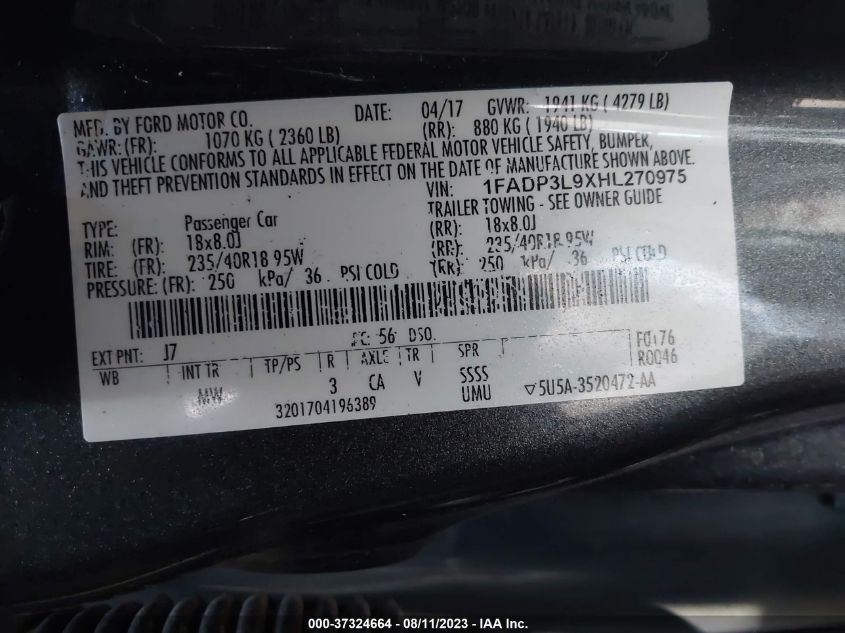 MFD. BY FORD MOTOR CO.
DATE: 04/17 GVWR: 1941 KG ( 4279 LB)
GAWR: (FR): 1070 KG ( 2360 LB) (RR): 880 KG ( 1940 LB)
THIS VEHICLE CONFORMS TO ALL APPLICABLE FEDERAL MOTOR VEHICLE SAFETY, BUMPER,
AND THEFT PREVENTION STANDARDS IN EFFECT ON THE DATE OF MANUFACTURE SHOWN ABOVE.
VIN: 1FADP3L9XHL270975
TYPE: Passenger Car TRAILER TOWING - SEE OWNER GUIDE
RIM: (FR): 18x8.0J (RR): 18x8.0J
TIRE: (FR): 235/40R18 95W (RR): 235/40R18 95W
PRESSURE: (FR): 250 kPa/ 36 PSI COLD (RR): 250 kPa/ 36 PSI COLD
EXT PNT: J7 RC: 56 DSO: FO:76
WB INT TR TP/PS R AXLE TR SPR R0046
MW 3 CA V SSSS
3201704196389 UMU ▽5U5A-3520472-AA
000-37324664 - 08/11/2023 - IAA Inc.